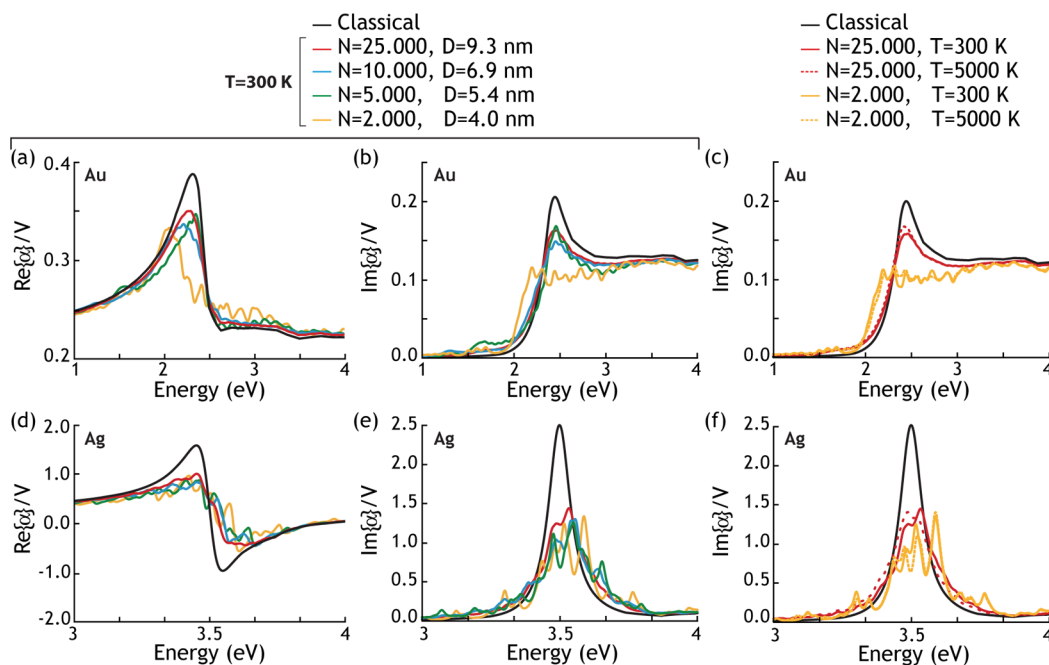 Classical
N=25.000, D=9.3 nm
N=10.000, D=6.9 nm
N=5.000, D=5.4 nm
N=2.000, D=4.0 nm
T=300 K
Classical
N=25.000, T=300 K
N=25.000, T=5000 K
N=2.000, T=300 K
N=2.000, T=5000 K
(a)
Au
Re{α}/V
0.4
0.3
0.2
1 2 3 4
Energy (eV)
(b)
Au
Im{α}/V
0.2
0.1
0.0
1 2 3 4
Energy (eV)
(c)
Au
Im{α}/V
0.2
0.1
0.0
1 2 3 4
Energy (eV)
(d)
Ag
Re{α}/V
2.0
1.0
0.0
-1.0
-2.0
3 3.5 4
Energy (eV)
(e)
Ag
Im{α}/V
2.5
2.0
1.5
1.0
0.5
0.0
3 3.5 4
Energy (eV)
(f)
Ag
Im{α}/V
2.5
2.0
1.5
1.0
0.5
0.0
3 3.5 4
Energy (eV)